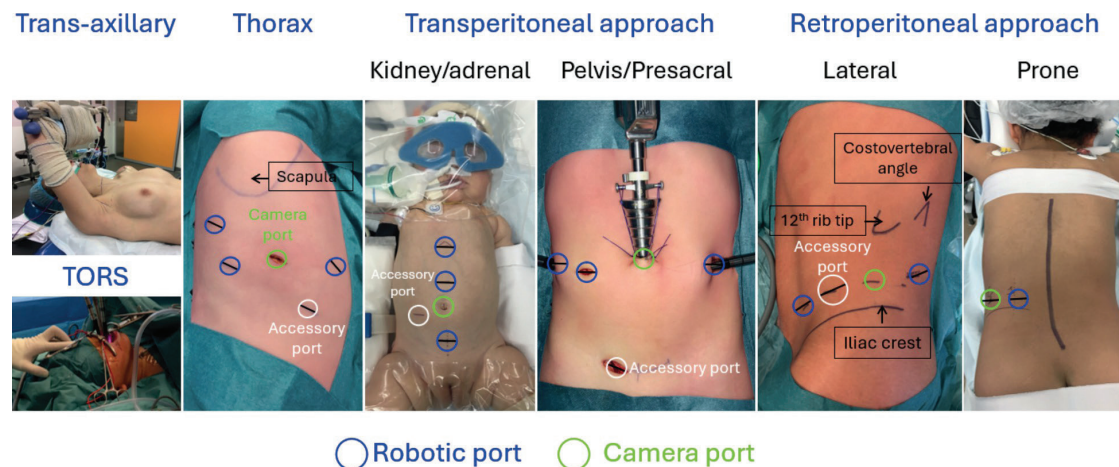 Trans-axillary
Thorax
Transperitoneal approach
Retroperitoneal approach
Kidney/adrenal
Pelvis/Presacral
Lateral
Prone
TORS
Scapula
Camera
port
Accessory
port
Accessory
port
Accessory port
Costovertebral
angle
12th rib tip
Accessory
port
Iliac crest
Robotic port
Camera port